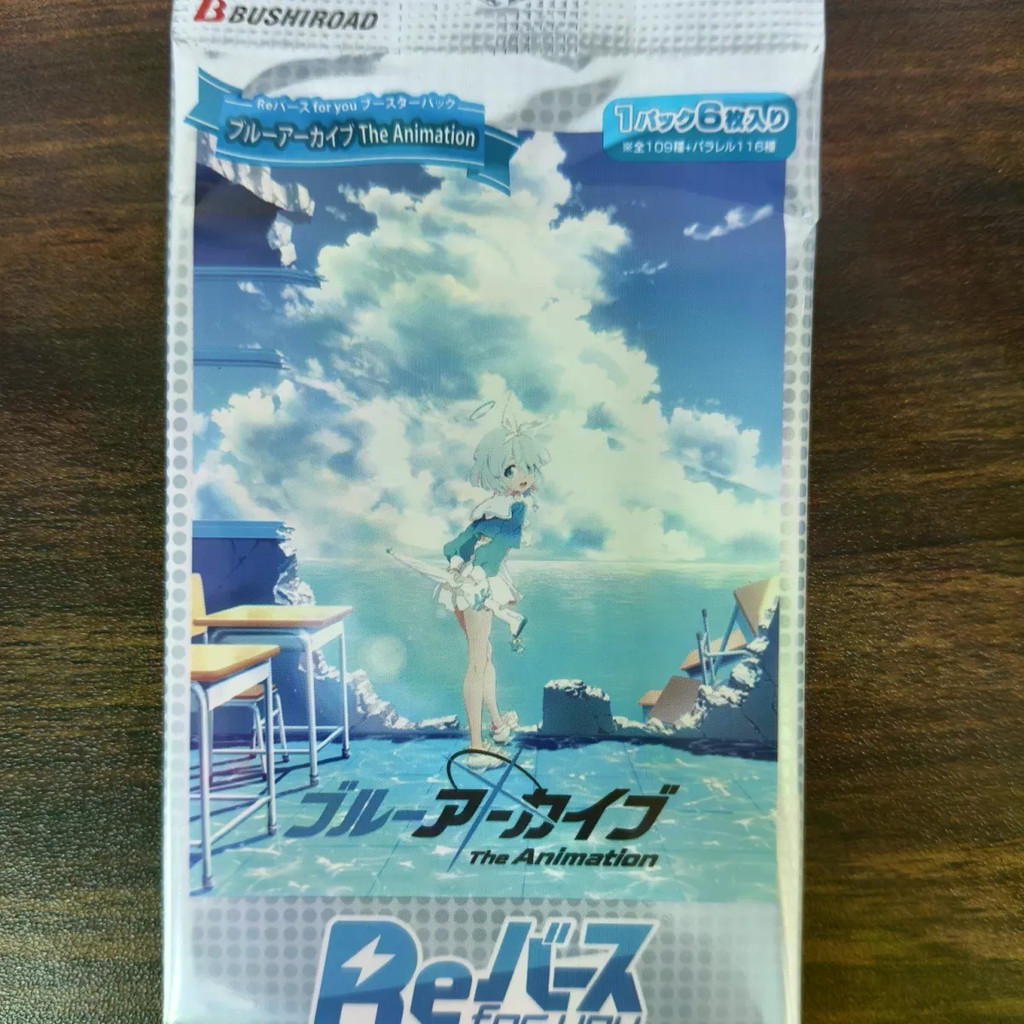 BUSHIROAD
Reバース for you ブースターパック
ブルーアーカイブ The Animation
1パック6枚入り
※全109種+パラレル116種
ブルーアーカイブ
The Animation
Reバース
for you